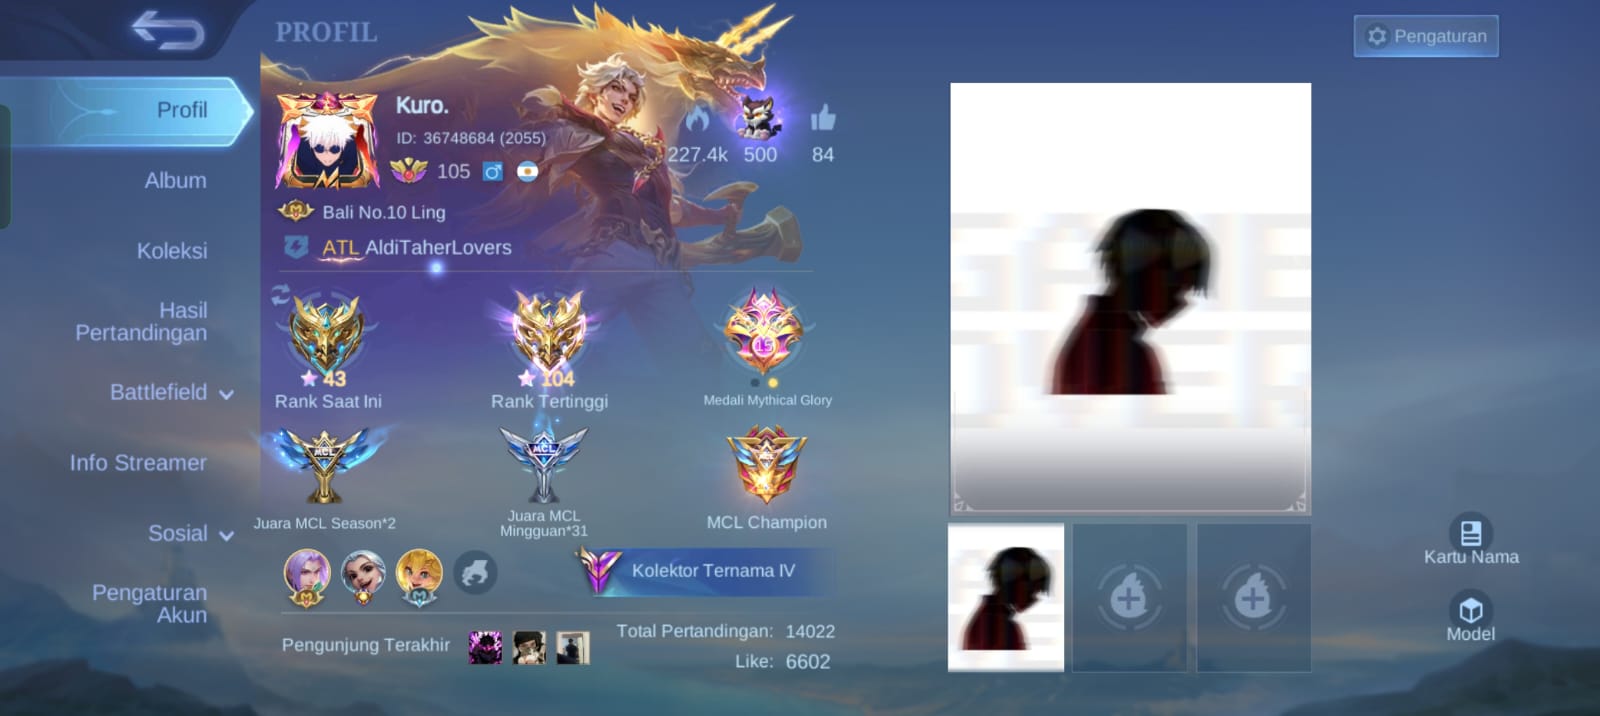 PROFIL
Pengaturan
Profil
Album
Koleksi
Hasil
Pertandingan
Battlefield
Info Streamer
Sosial
Pengaturan
Akun
Kuro.
ID: 36748684 (2055)
105
227.4k
500
84
Bali No.10 Ling
ATL AldiTaherLovers
43
Rank Saat Ini
104
Rank Tertinggi
15
Medali Mythical Glory
MCL
Juara MCL Season*2
MCL
Juara MCL
Mingguan*31
MCL
MCL Champion
Kolektor Ternama IV
Pengunjung Terakhir
Total Pertandingan: 14022
Like: 6602
Kartu Nama
Model